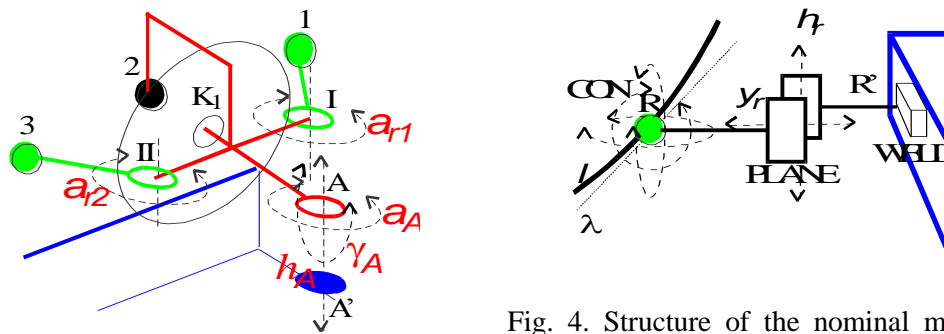 1
2
3
K1
I
II
ar1
ar2
A
aA
γA
hA
A'
hr
CON
R
v
yr
R'
l
λ
PLANE
WELD
Fig. 4. Structure of the nominal m